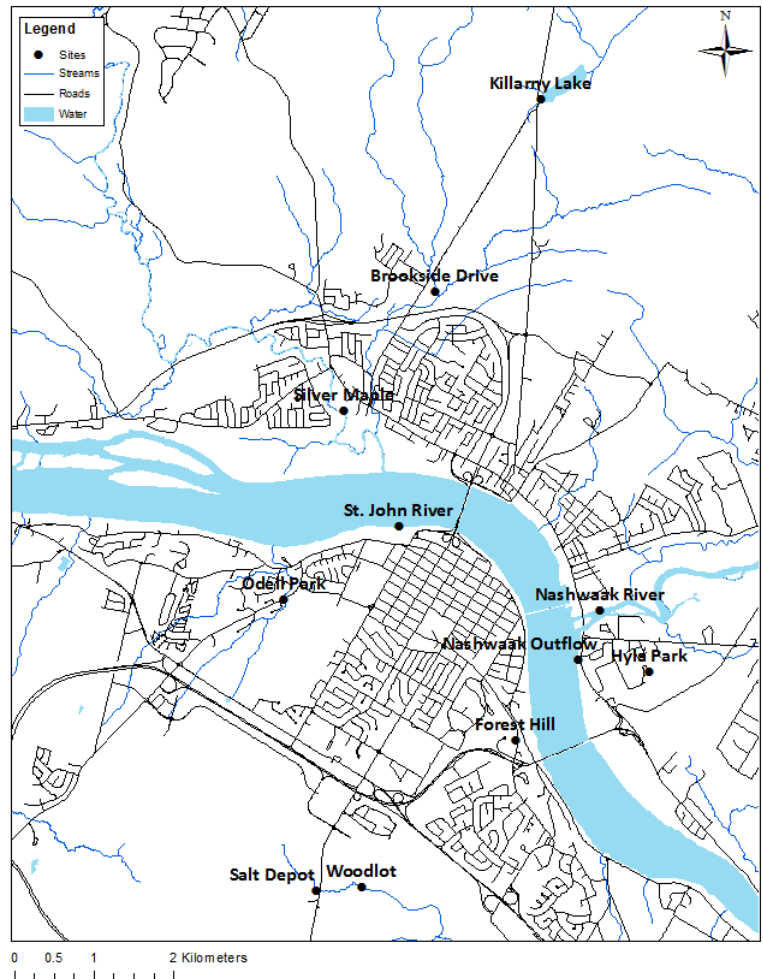 Legend
Sites
Streams
Roads
Water
N
Killarny Lake
Brookside Drive
Silver Maple
St. John River
Odell Park
Nashwaak River
Nashwaak Outflow
Hyla Park
Forest Hill
Salt Depot
Woodlot
0 0.5 1 2 Kilometers